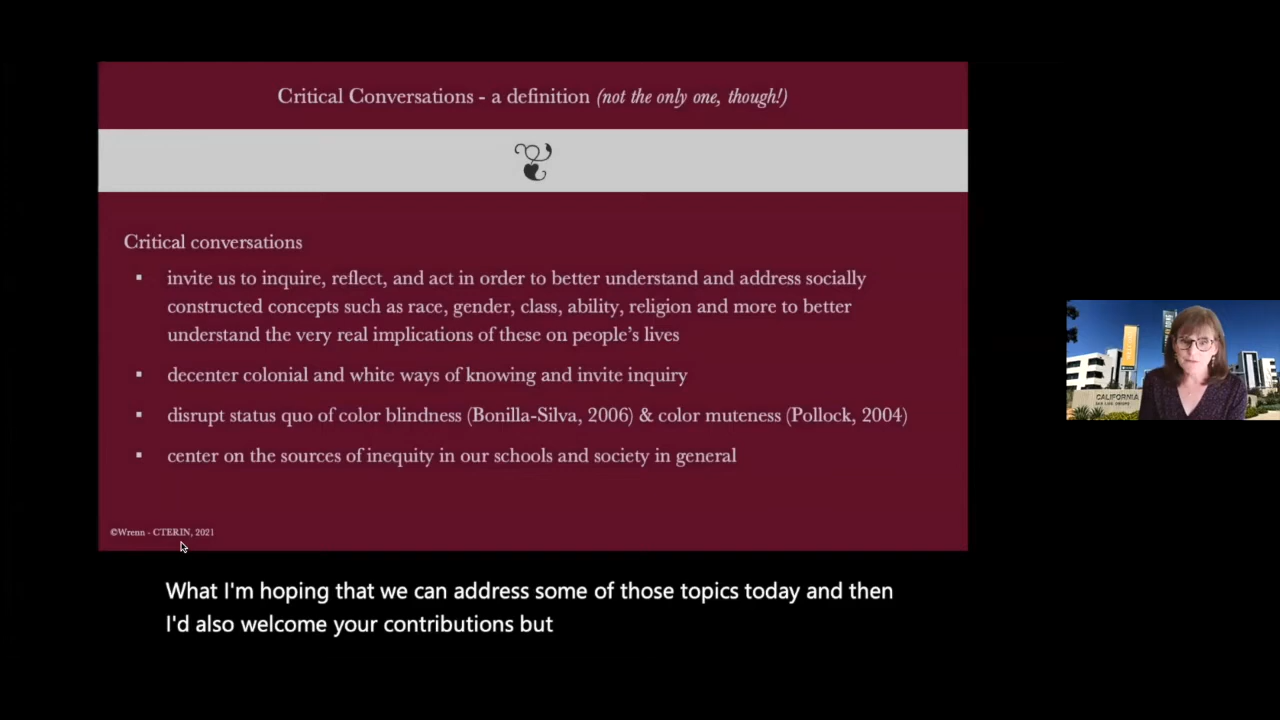 Critical Conversations - a definition (not the only one, though!)
Critical conversations
▪ invite us to inquire, reflect, and act in order to better understand and address socially
constructed concepts such as race, gender, class, ability, religion and more to better
understand the very real implications of these on people's lives
▪ decenter colonial and white ways of knowing and invite inquiry
▪ disrupt status quo of color blindness (Bonilla-Silva, 2006) & color muteness (Pollock, 2004)
▪ center on the sources of inequity in our schools and society in general
©Wrenn - CTERIN, 2021
CALIFORNIA
What I'm hoping that we can address some of those topics today and then
I'd also welcome your contributions but